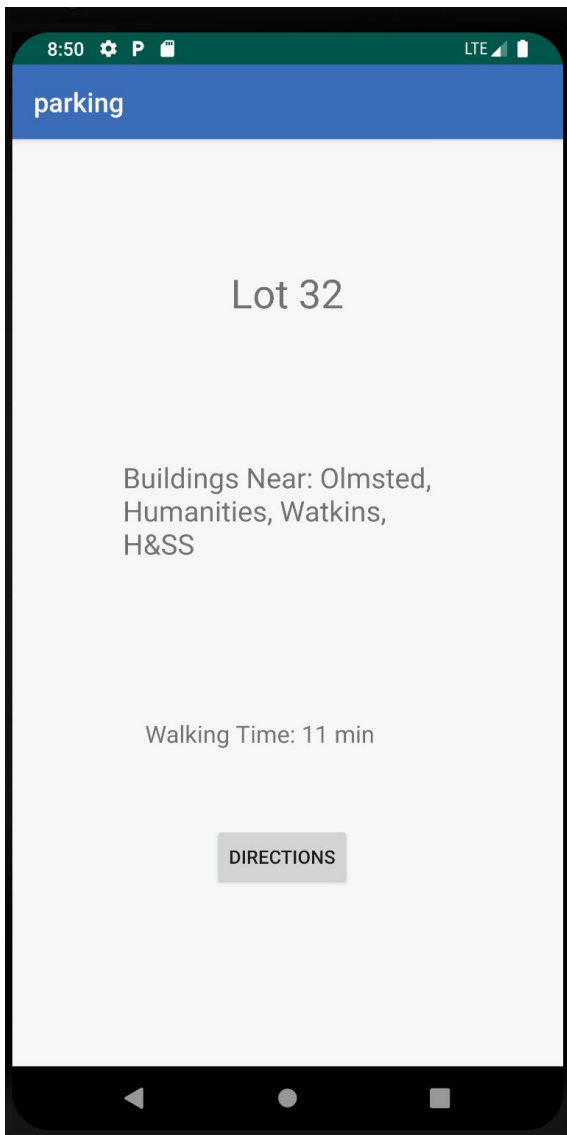 8:50 P LTE
parking
Lot 32
Buildings Near: Olmsted,
Humanities, Watkins,
H&SS
Walking Time: 11 min
DIRECTIONS